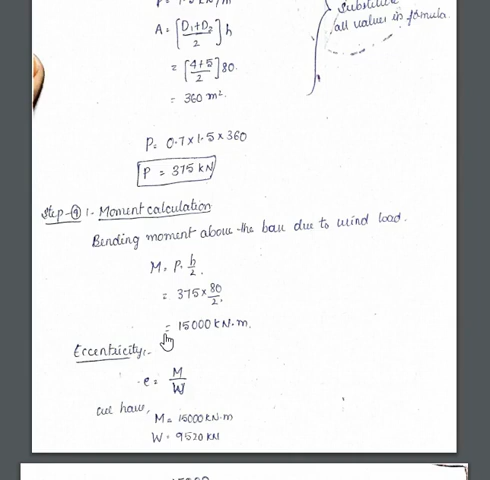 A = [D1+D2 / 2] h
= [4+5 / 2] 80.
= 360 m².
Substitute
all values in formula
P = 0.7 x 1.5 x 360
P = 375 kN
Step-④ :- Moment calculation
Bending moment above the base due to wind load.
M = P. h/2.
= 375 x 80/2.
= 15000 kN.m.
Eccentricity:-
e = M/W
we have,
M = 15000 kN.m
W = 9520 kN